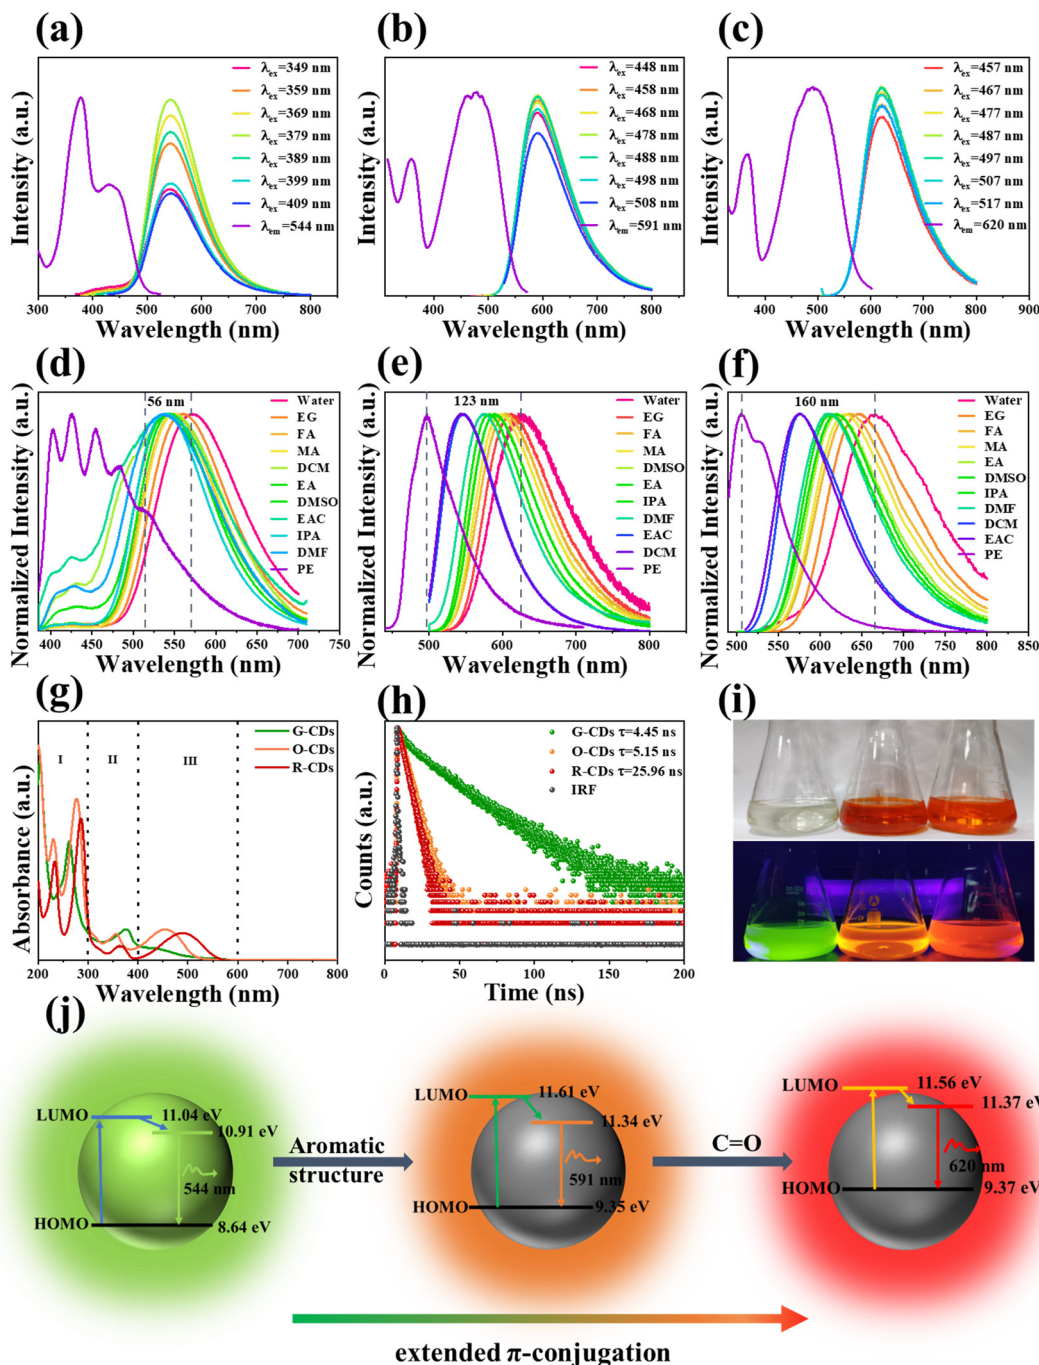 (a)
(b)
(c)
λex=349 nm
λex=359 nm
λex=369 nm
λex=379 nm
λex=389 nm
λex=399 nm
λex=409 nm
λem=544 nm
Intensity (a.u.)
300 400 500 600 700 800
Wavelength (nm)
λex=448 nm
λex=458 nm
λex=468 nm
λex=478 nm
λex=488 nm
λex=498 nm
λex=508 nm
λem=591 nm
Intensity (a.u.)
400 500 600 700 800
Wavelength (nm)
λex=457 nm
λex=467 nm
λex=477 nm
λex=487 nm
λex=497 nm
λex=507 nm
λex=517 nm
λem=620 nm
Intensity (a.u.)
400 500 600 700 800 900
Wavelength (nm)
(d)
(e)
(f)
56 nm
Water
EG
FA
MA
DCM
EA
DMSO
EAC
IPA
DMF
PE
Normalized Intensity (a.u.)
400 450 500 550 600 650 700 750
Wavelength (nm)
123 nm
Water
EG
FA
MA
DMSO
EA
IPA
DMF
EAC
DCM
PE
Normalized Intensity (a.u.)
500 600 700 800
Wavelength (nm)
160 nm
Water
EG
FA
MA
EA
DMSO
IPA
DMF
DCM
EAC
PE
Normalized Intensity (a.u.)
500 550 600 650 700 750 800 850
Wavelength (nm)
(g)
(h)
(i)
I II III
G-CDs
O-CDs
R-CDs
Absorbance (a.u.)
200 300 400 500 600 700 800
Wavelength (nm)
G-CDs τ=4.45 ns
O-CDs τ=5.15 ns
R-CDs τ=25.96 ns
IRF
Counts (a.u.)
0 50 100 150 200
Time (ns)
(j)
LUMO
11.04 eV
10.91 eV
544 nm
HOMO
8.64 eV
Aromatic
structure
LUMO
11.61 eV
11.34 eV
591 nm
HOMO
9.35 eV
C=O
LUMO
11.56 eV
11.37 eV
620 nm
HOMO
9.37 eV
extended π-conjugation